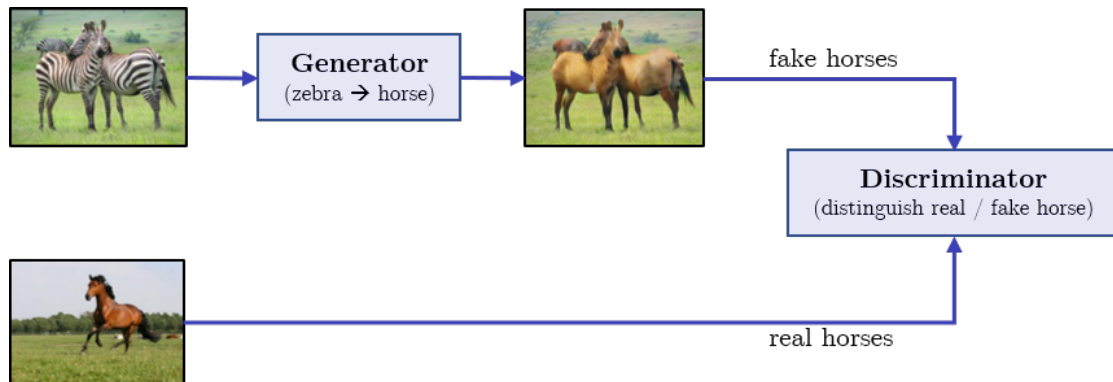 Generator
(zebra → horse)
fake horses
Discriminator
(distinguish real / fake horse)
real horses